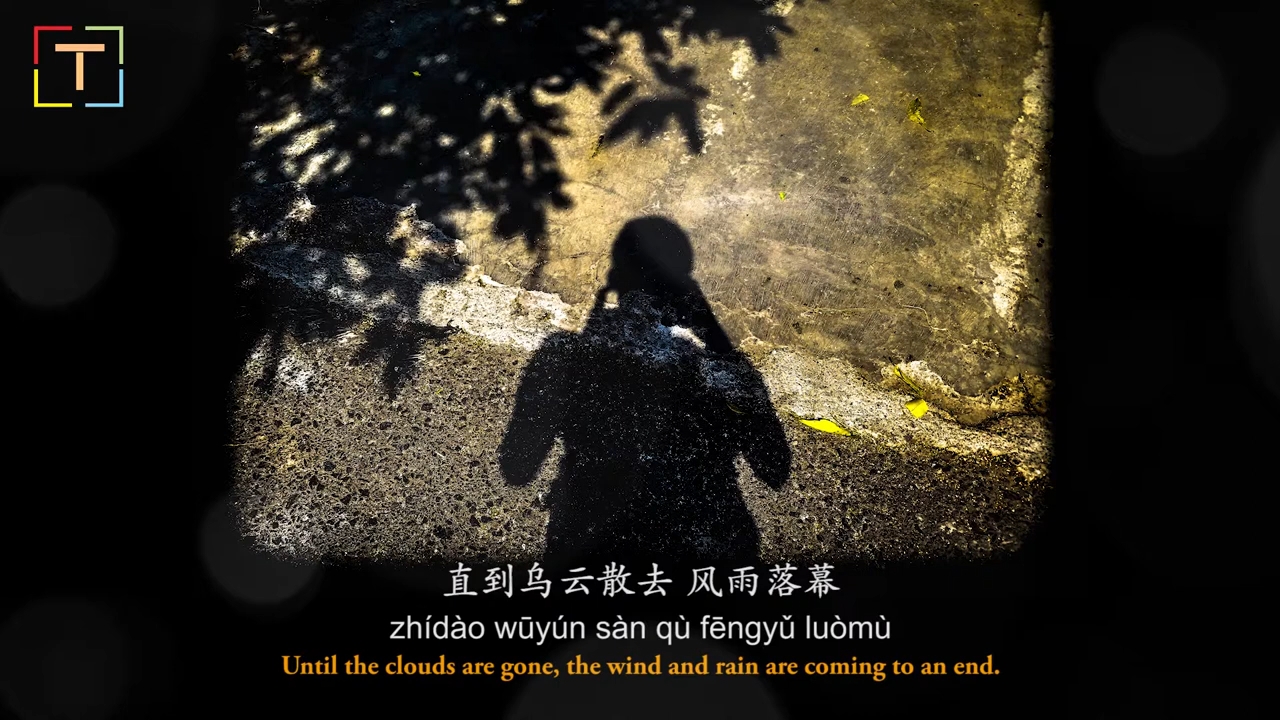 T
直到乌云散去 风雨落幕
zhídào wūyún sàn qù fēngyǔ luòmù
Until the clouds are gone, the wind and rain are coming to an end.